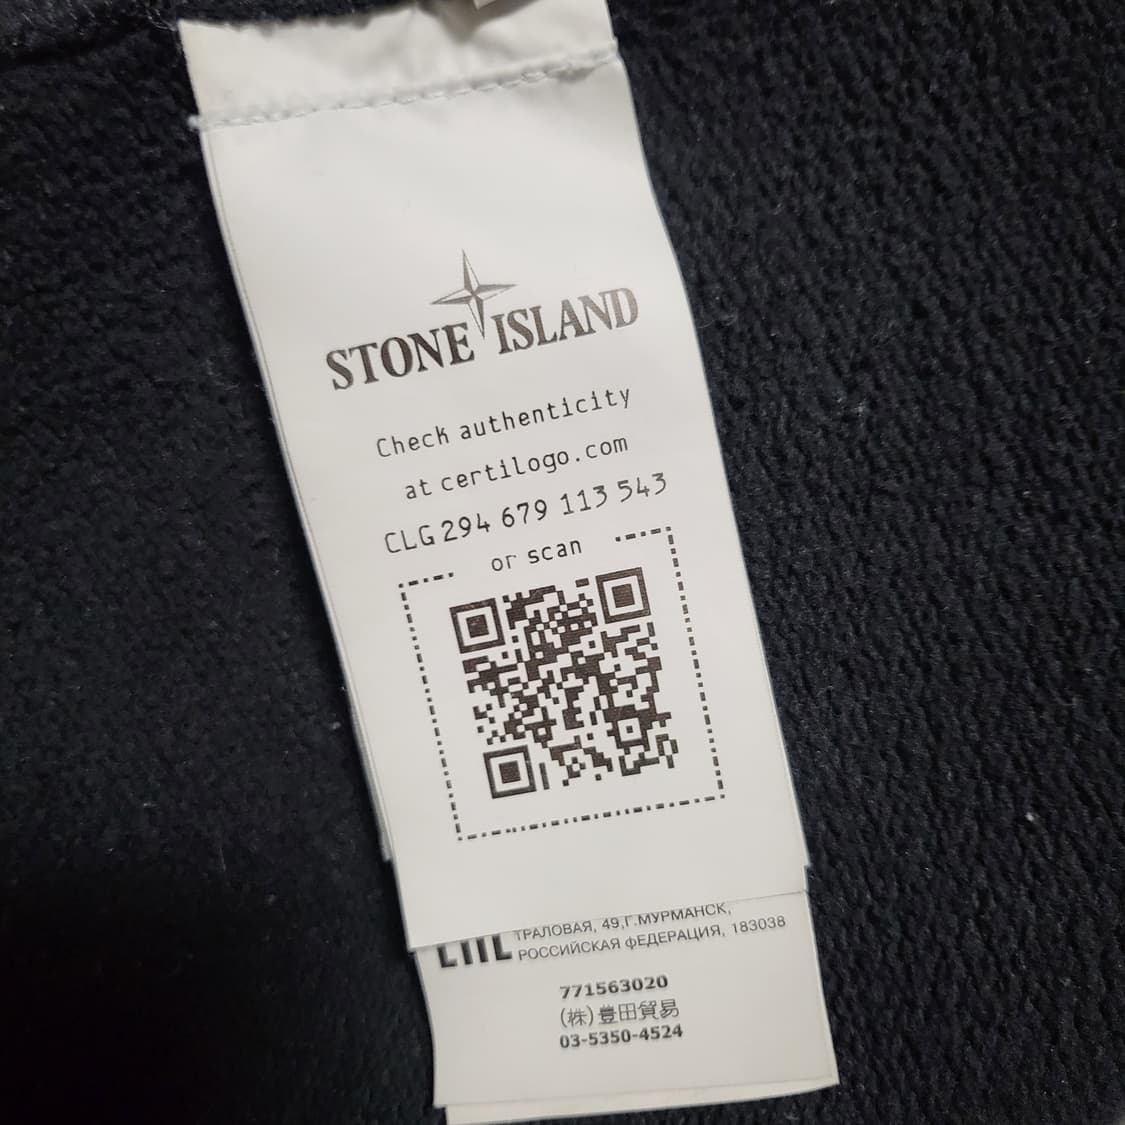 STONE ISLAND
Check authenticity
at certilogo.com
CLG 294 679 113 543
or scan
ТРАЛОВАЯ, 49,Г.МУРМАНСК,
РОССИЙСКАЯ фЕДЕРАЦИЯ, 183038
771563020
(株)豊田貿易
03-5350-4524